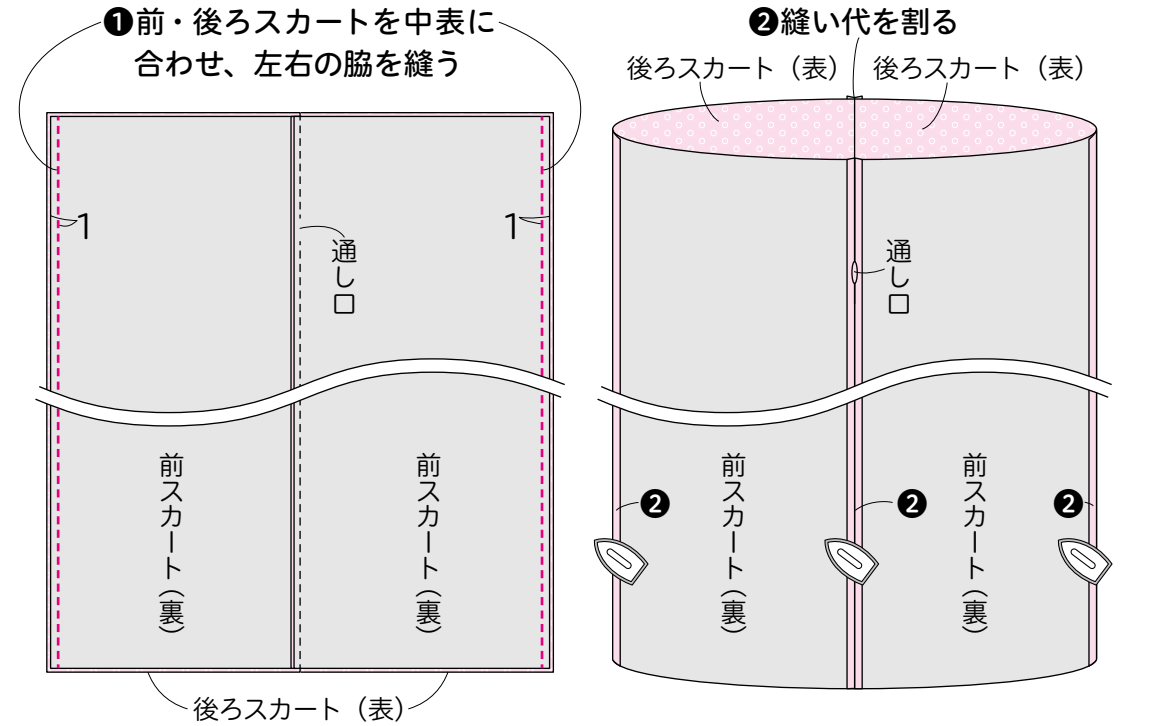 ❶前・後ろスカートを中表に
合わせ、左右の脇を縫う
1
1
通し口
前スカート（裏）
前スカート（裏）
後ろスカート（表）
❷縫い代を割る
後ろスカート（表）
後ろスカート（表）
通し口
前スカート（裏）
前スカート（裏）
❷
❷
❷